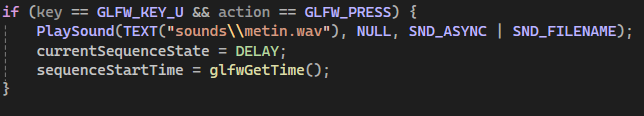 if (key == GLFW_KEY_U && action == GLFW_PRESS) {
PlaySound(TEXT("sounds\\metin.wav"), NULL, SND_ASYNC | SND_FILENAME);
currentSequenceState = DELAY;
sequenceStartTime = glfwGetTime();
}